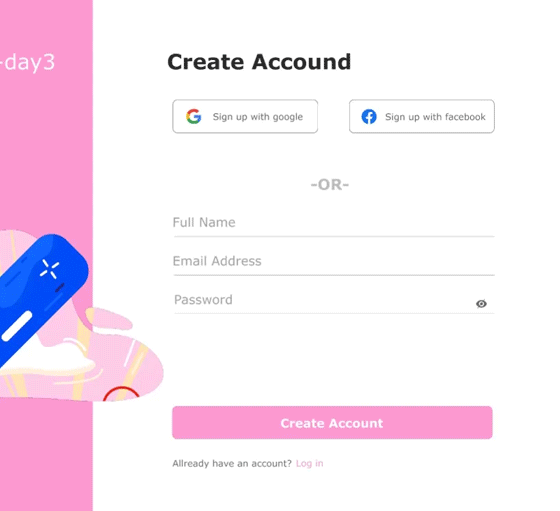 -day3
Create Accound
Sign up with google
Sign up with facebook
-OR-
Full Name
Email Address
Password
Create Account
Allready have an account? Log in